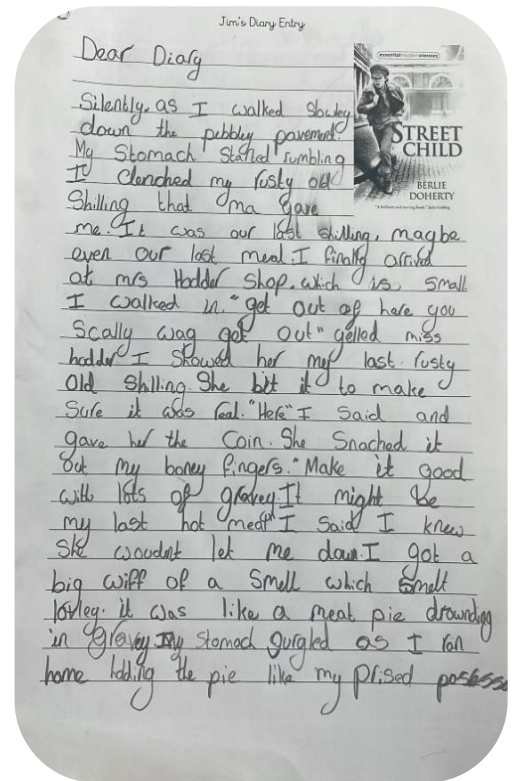 Jim's Diary Entry
Dear Diary
essential modern classics
STREET
CHILD
BERLIE
DOHERTY
Silently. as I walked Slowley
down the pebbley pavement.
My Stomach Started rumbling
I clenched my rusty old
Shilling that ma gave
me. It was our last shilling, maybe
even our last meal. I finally arrived
at mrs Hodder Shop. which is small
I walked in. "get out of here you
Scally wag get out" yelled miss
hodder I Showed her my last rusty
old Shilling. She bit it to make
Sure it was real. "Here" I Said and
gave her the Coin. She Snached it
out my boney fingers. "Make it good
with lots of gravey. It might be
my last hot meal" I Said I knew
She woudnt let me down. I got a
big wiff of a Smell which Smelt
lovley. it was like a meat pie drownding
in gravey. my Stomach gurgled as I ran
home holding the pie like my prised